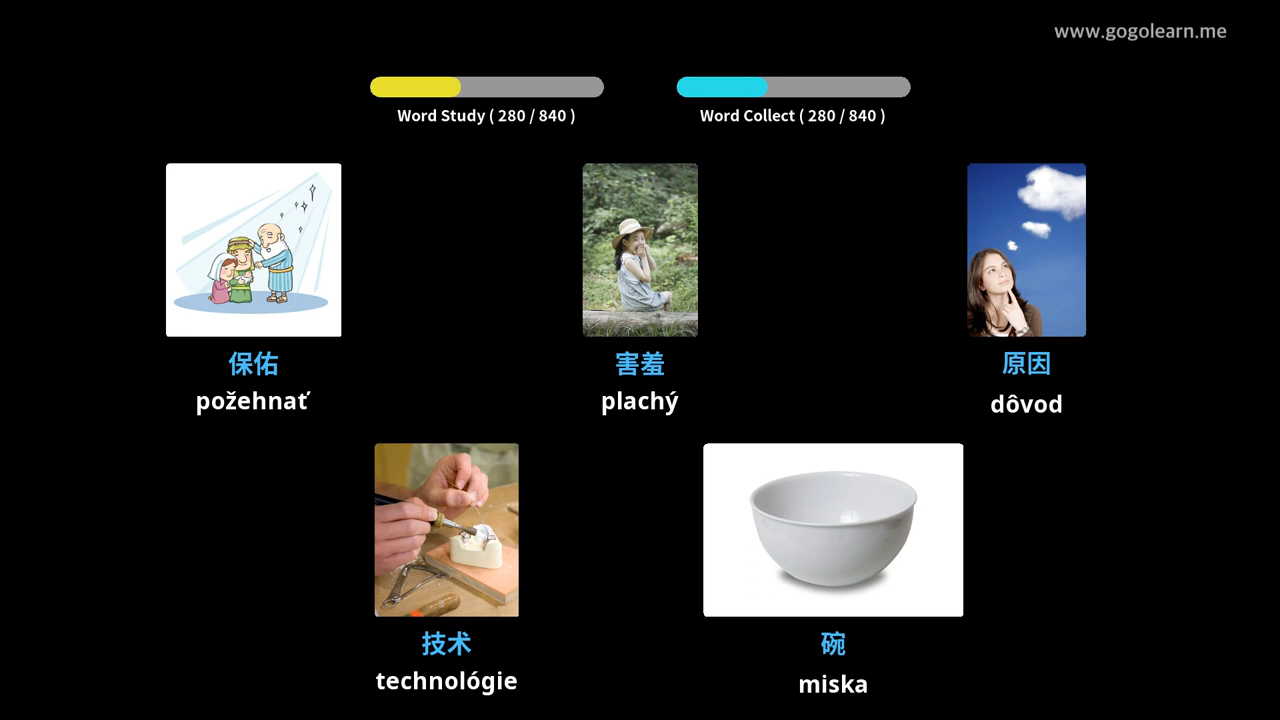 www.gogolearn.me
Word Study ( 280 / 840 )
Word Collect ( 280 / 840 )
保佑
požehnať
害羞
plachý
原因
dôvod
技术
technológie
碗
miska